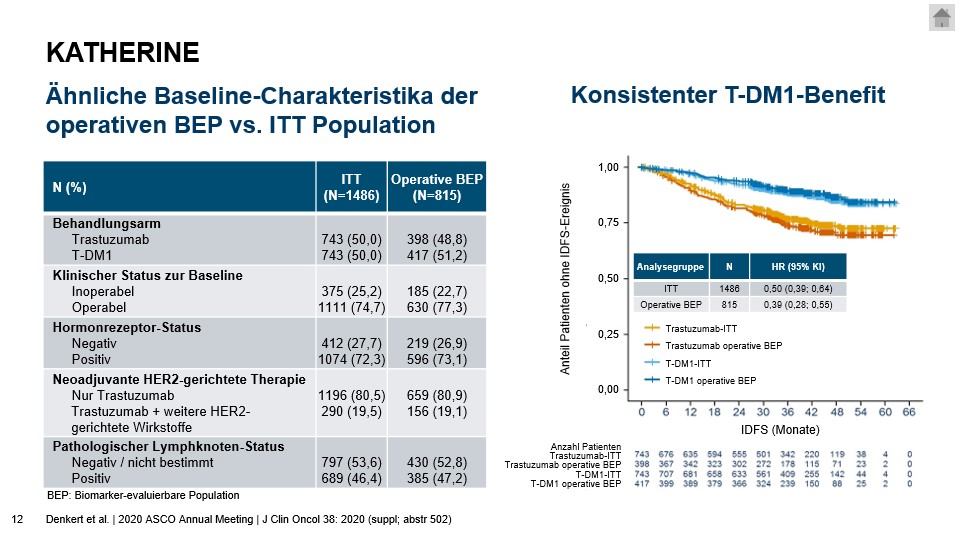 KATHERINE
Ähnliche Baseline-Charakteristika der
operativen BEP vs. ITT Population
N (%)
ITT
(N=1486)
Operative BEP
(N=815)
Behandlungsarm
Trastuzumab 743 (50,0) 398 (48,8)
T-DM1 743 (50,0) 417 (51,2)
Klinischer Status zur Baseline
Inoperabel 375 (25,2) 185 (22,7)
Operabel 1111 (74,7) 630 (77,3)
Hormonrezeptor-Status
Negativ 412 (27,7) 219 (26,9)
Positiv 1074 (72,3) 596 (73,1)
Neoadjuvante HER2-gerichtete Therapie
Nur Trastuzumab 1196 (80,5) 659 (80,9)
Trastuzumab + weitere HER2- 290 (19,5) 156 (19,1)
gerichtete Wirkstoffe
Pathologischer Lymphknoten-Status
Negativ / nicht bestimmt 797 (53,6) 430 (52,8)
Positiv 689 (46,4) 385 (47,2)
BEP: Biomarker-evaluierbare Population
Konsistenter T-DM1-Benefit
Anteil Patienten ohne IDFS-Ereignis
1,00
0,75
0,50
0,25
0,00
Analysegruppe N HR (95% KI)
ITT 1486 0,50 (0,39; 0,64)
Operative BEP 815 0,39 (0,28; 0,55)
Trastuzumab-ITT
Trastuzumab operative BEP
T-DM1-ITT
T-DM1 operative BEP
0 6 12 18 24 30 36 42 48 54 60 66
IDFS (Monate)
Anzahl Patienten
Trastuzumab-ITT 743 676 635 594 555 501 342 220 119 38 4 0
Trastuzumab operative BEP 398 367 342 323 302 272 178 115 71 23 2 0
T-DM1-ITT 743 707 681 658 633 561 409 255 142 44 4 0
T-DM1 operative BEP 417 399 389 379 366 324 239 150 88 25 2 0
12 Denkert et al. | 2020 ASCO Annual Meeting | J Clin Oncol 38: 2020 (suppl; abstr 502)